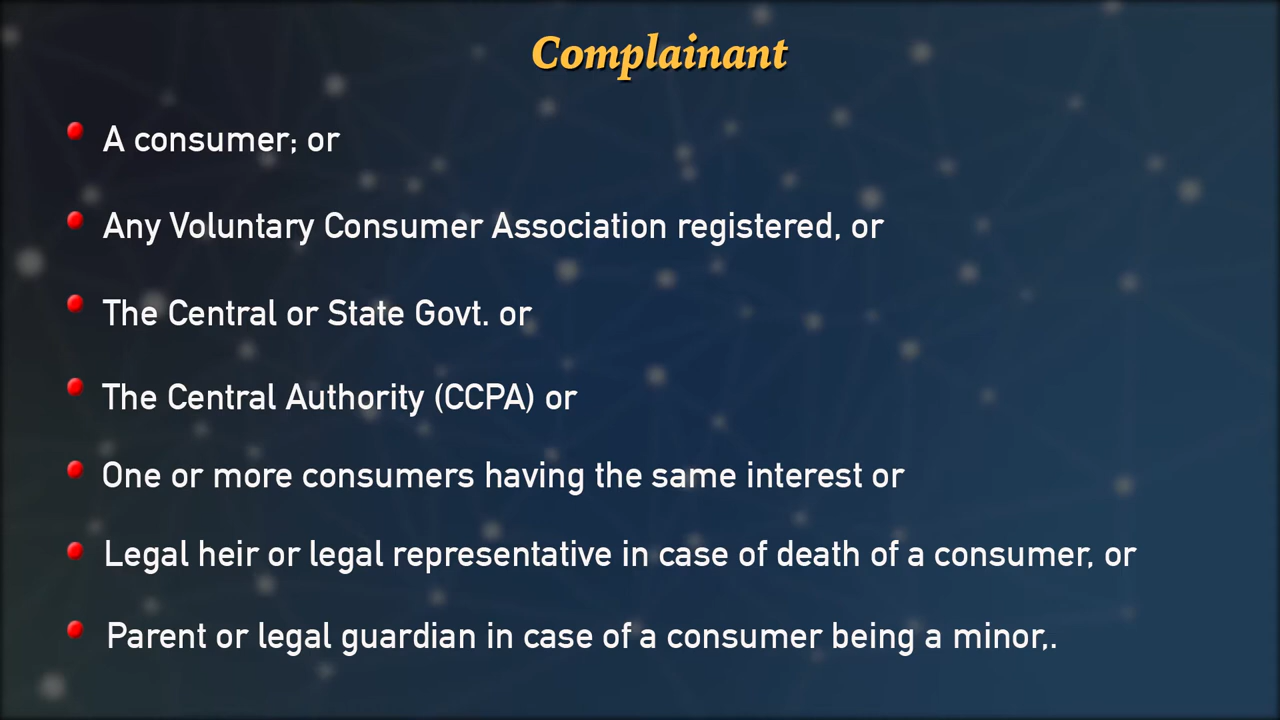 Complainant
A consumer; or
Any Voluntary Consumer Association registered, or
The Central or State Govt. or
The Central Authority (CCPA) or
One or more consumers having the same interest or
Legal heir or legal representative in case of death of a consumer, or
Parent or legal guardian in case of a consumer being a minor,.